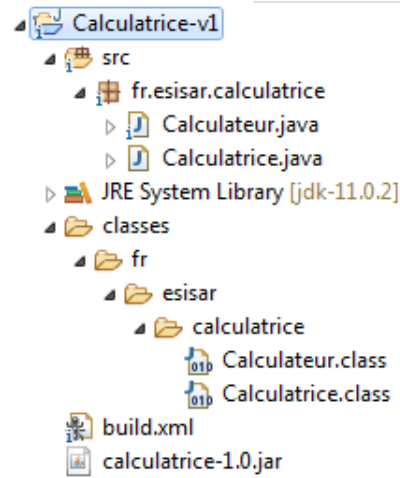 Calculatrice-v1
src
fr.esisar.calculatrice
Calculateur.java
Calculatrice.java
JRE System Library [jdk-11.0.2]
classes
fr
esisar
calculatrice
Calculateur.class
Calculatrice.class
build.xml
calculatrice-1.0.jar